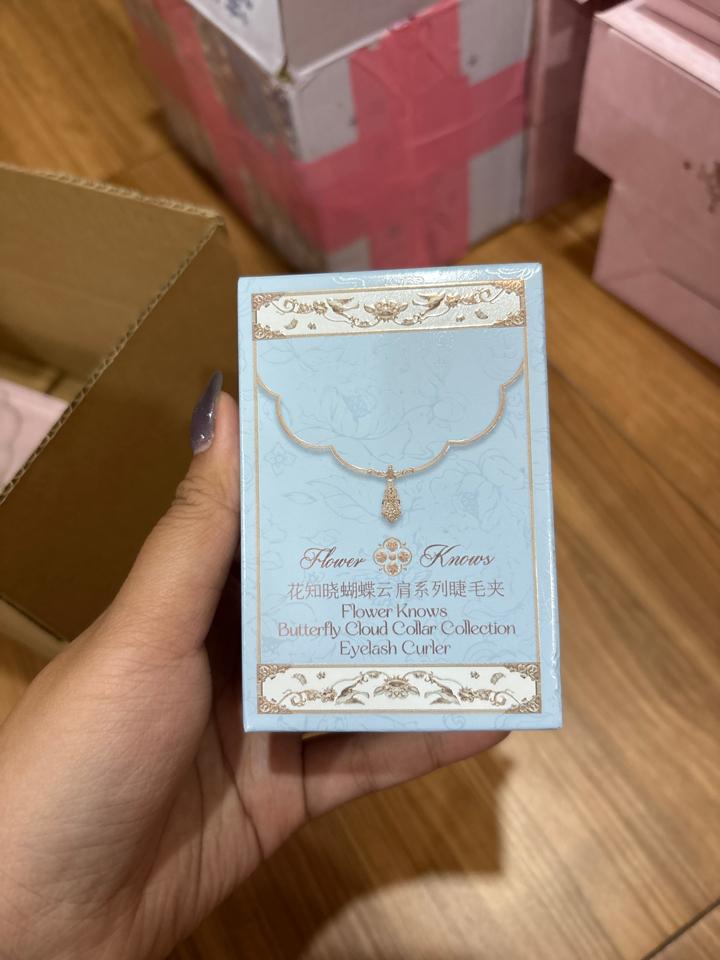 Flower Knows
花知晓蝴蝶云肩系列睫毛夹
Flower Knows
Butterfly Cloud Collar Collection
Eyelash Curler